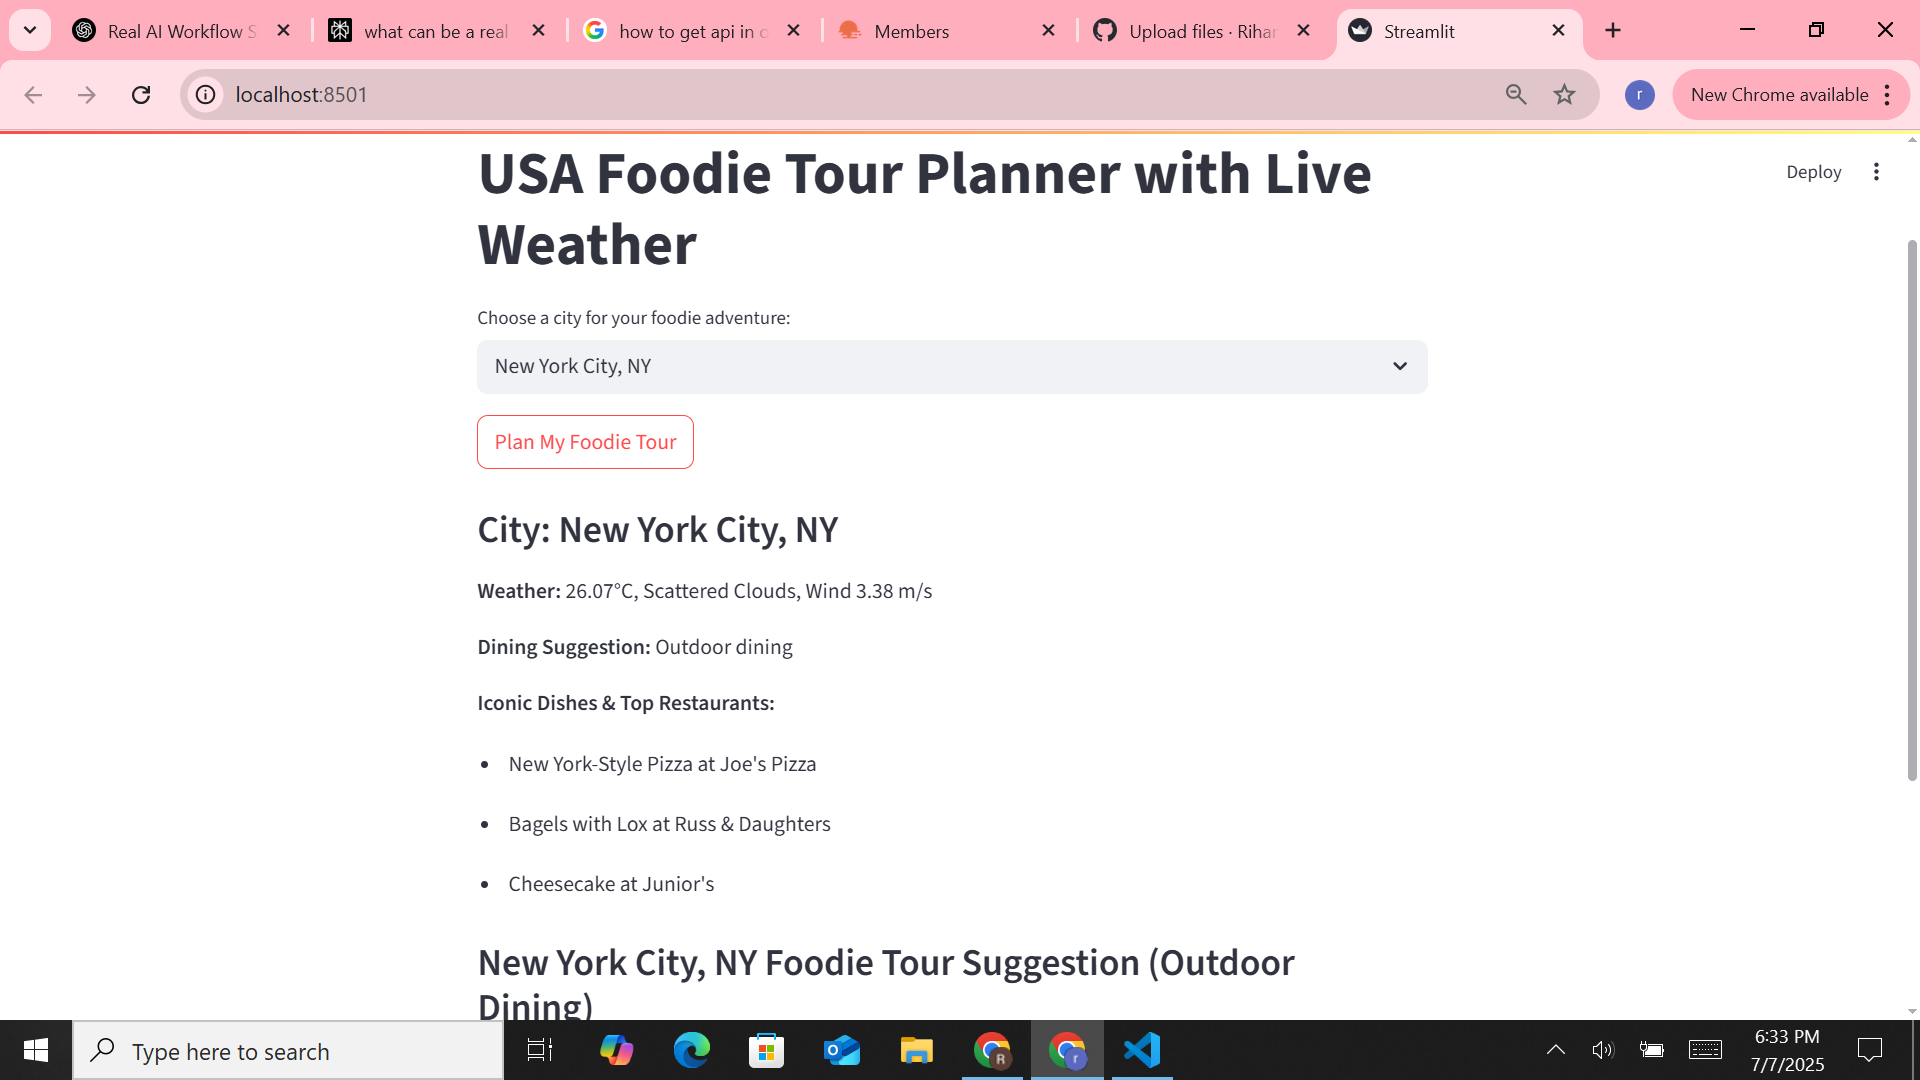 Real AI Workflow S
what can be a real
how to get api in o
Members
Upload files · Rihan
Streamlit
localhost:8501
r
New Chrome available
Deploy
USA Foodie Tour Planner with Live
Weather
Choose a city for your foodie adventure:
New York City, NY
Plan My Foodie Tour
City: New York City, NY
Weather: 26.07°C, Scattered Clouds, Wind 3.38 m/s
Dining Suggestion: Outdoor dining
Iconic Dishes & Top Restaurants:
• New York-Style Pizza at Joe's Pizza
• Bagels with Lox at Russ & Daughters
• Cheesecake at Junior's
New York City, NY Foodie Tour Suggestion (Outdoor
Dining)
Type here to search
R
r
6:33 PM
7/7/2025